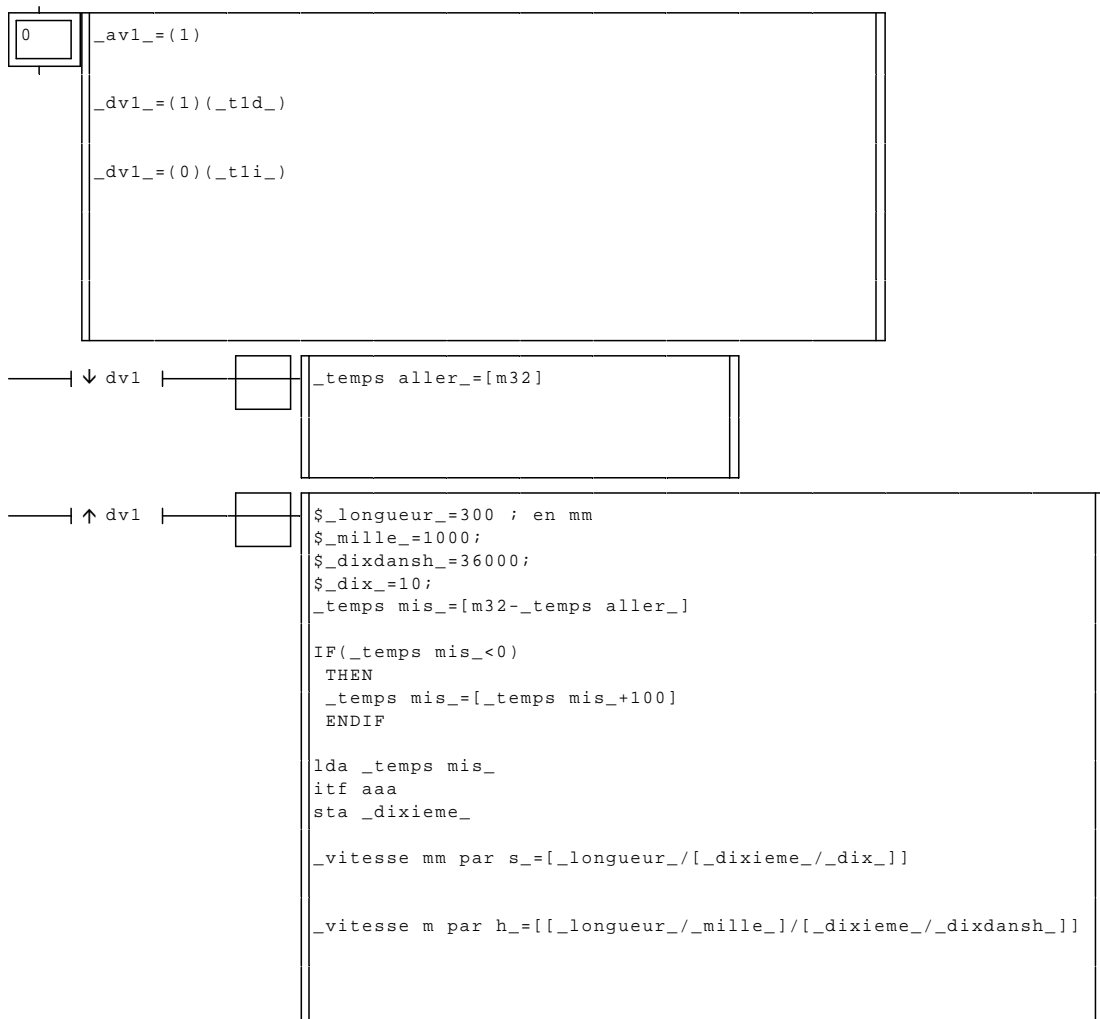 0
_av1_=(1)
_dv1_=(1)(_t1d_)
_dv1_=(0)(_t1i_)
↓ dv1
_temps aller_=[m32]
↑ dv1
$_longueur_=300 ; en mm
$_mille_=1000;
$_dixdansh_=36000;
$_dix_=10;
_temps mis_=[m32-_temps aller_]
IF(_temps mis_<0)
THEN
_temps mis_=[_temps mis_+100]
ENDIF
lda _temps mis_
itf aaa
sta _dixieme_
_vitesse mm par s_=[_longueur_/[_dixieme_/_dix_]]
_vitesse m par h_=[[_longueur_/_mille_]/[_dixieme_/_dixdansh_]]